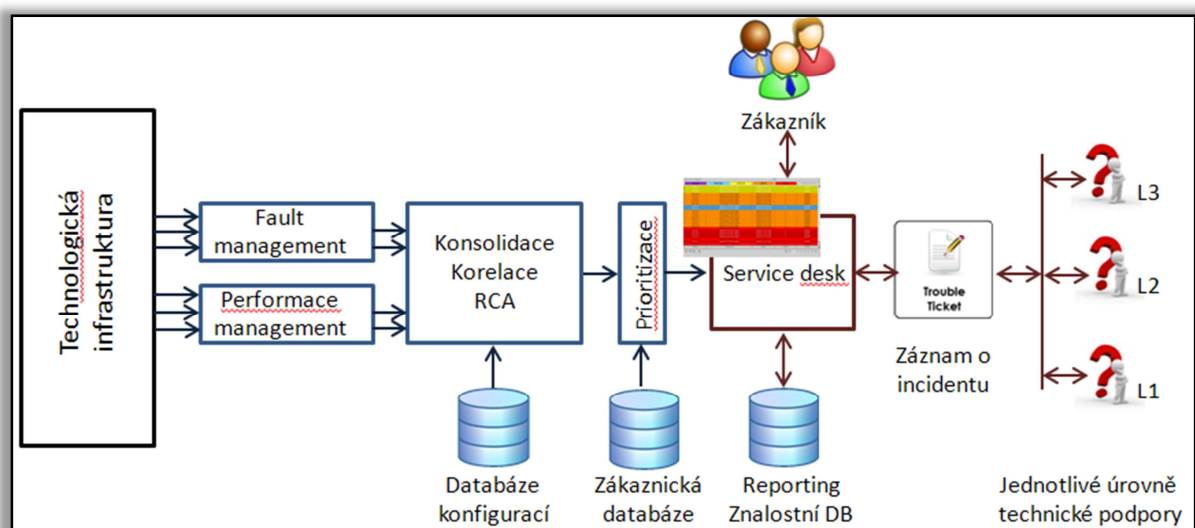 Zákazník
Technologická
infrastruktura
Fault
management
Performace
management
Konsolidace
Korelace
RCA
Prioritizace
Service desk
Trouble
Ticket
Záznam o
incidentu
L3
L2
L1
Databáze
konfigurací
Zákaznická
databáze
Reporting
Znalostní DB
Jednotlivé úrovně
technické podpory